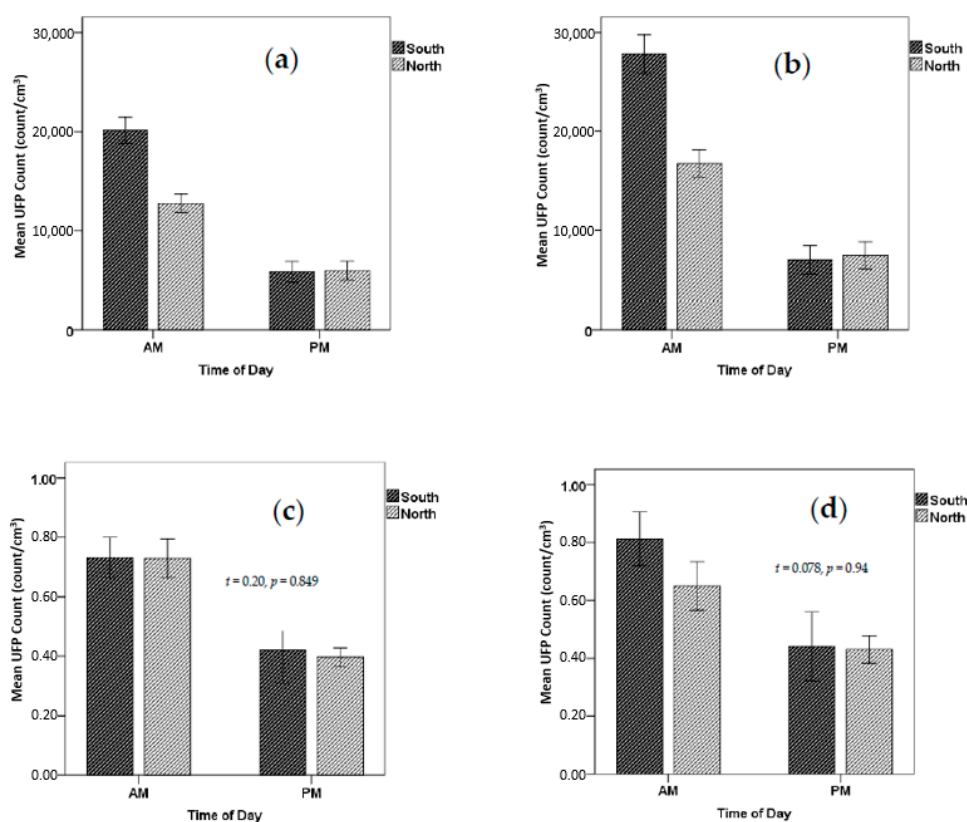 (a)
South
North
30,000
20,000
10,000
0
Mean UFP Count (count/cm³)
AM
PM
Time of Day
(b)
South
North
30,000
20,000
10,000
0
Mean UFP Count (count/cm³)
AM
PM
Time of Day
(c)
South
North
1.00
0.80
0.60
0.40
0.20
0.00
Mean UFP Count (count/cm³)
t = 0.20, p = 0.849
AM
PM
Time of Day
(d)
South
North
1.00
0.80
0.60
0.40
0.20
0.00
Mean UFP Count (count/cm³)
t = 0.078, p = 0.94
AM
PM
Time of Day